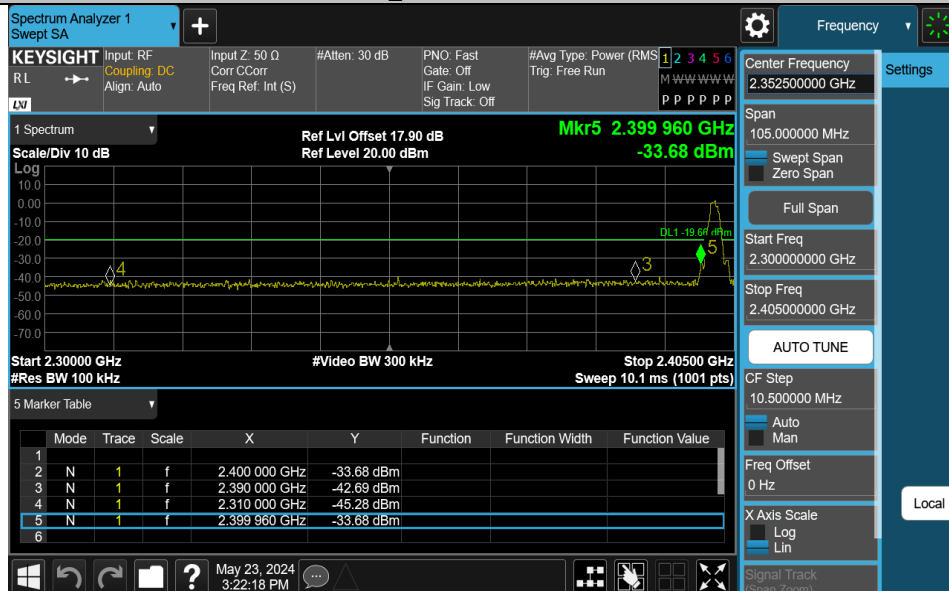 Spectrum Analyzer 1
Swept SA
+
Frequency
KEYSIGHT
RL
LXI
Input: RF
Coupling: DC
Align: Auto
Input Z: 50 Ω
Corr CCorr
Freq Ref: Int (S)
#Atten: 30 dB
PNO: Fast
Gate: Off
IF Gain: Low
Sig Track: Off
#Avg Type: Power (RMS
Trig: Free Run
1 2 3 4 5 6
M W W W W W
P P P P P P
1 Spectrum
Scale/Div 10 dB
Ref Lvl Offset 17.90 dB
Ref Level 20.00 dBm
Mkr5 2.399 960 GHz
-33.68 dBm
Log
10.0
0.00
-10.0
-20.0
-30.0
-40.0
-50.0
-60.0
-70.0
DL1 -19.66 dBm
4
3
5
Start 2.30000 GHz
#Video BW 300 kHz
Stop 2.40500 GHz
#Res BW 100 kHz
Sweep 10.1 ms (1001 pts)
5 Marker Table
Mode Trace Scale X Y Function Function Width Function Value
1
2 N 1 f 2.400 000 GHz -33.68 dBm
3 N 1 f 2.390 000 GHz -42.69 dBm
4 N 1 f 2.310 000 GHz -45.28 dBm
5 N 1 f 2.399 960 GHz -33.68 dBm
6
May 23, 2024
3:22:18 PM
?
Center Frequency
2.352500000 GHz
Span
105.000000 MHz
Swept Span
Zero Span
Full Span
Start Freq
2.300000000 GHz
Stop Freq
2.405000000 GHz
AUTO TUNE
CF Step
10.500000 MHz
Auto
Man
Freq Offset
0 Hz
X Axis Scale
Log
Lin
Signal Track
(Span Zoom)
Settings
Local